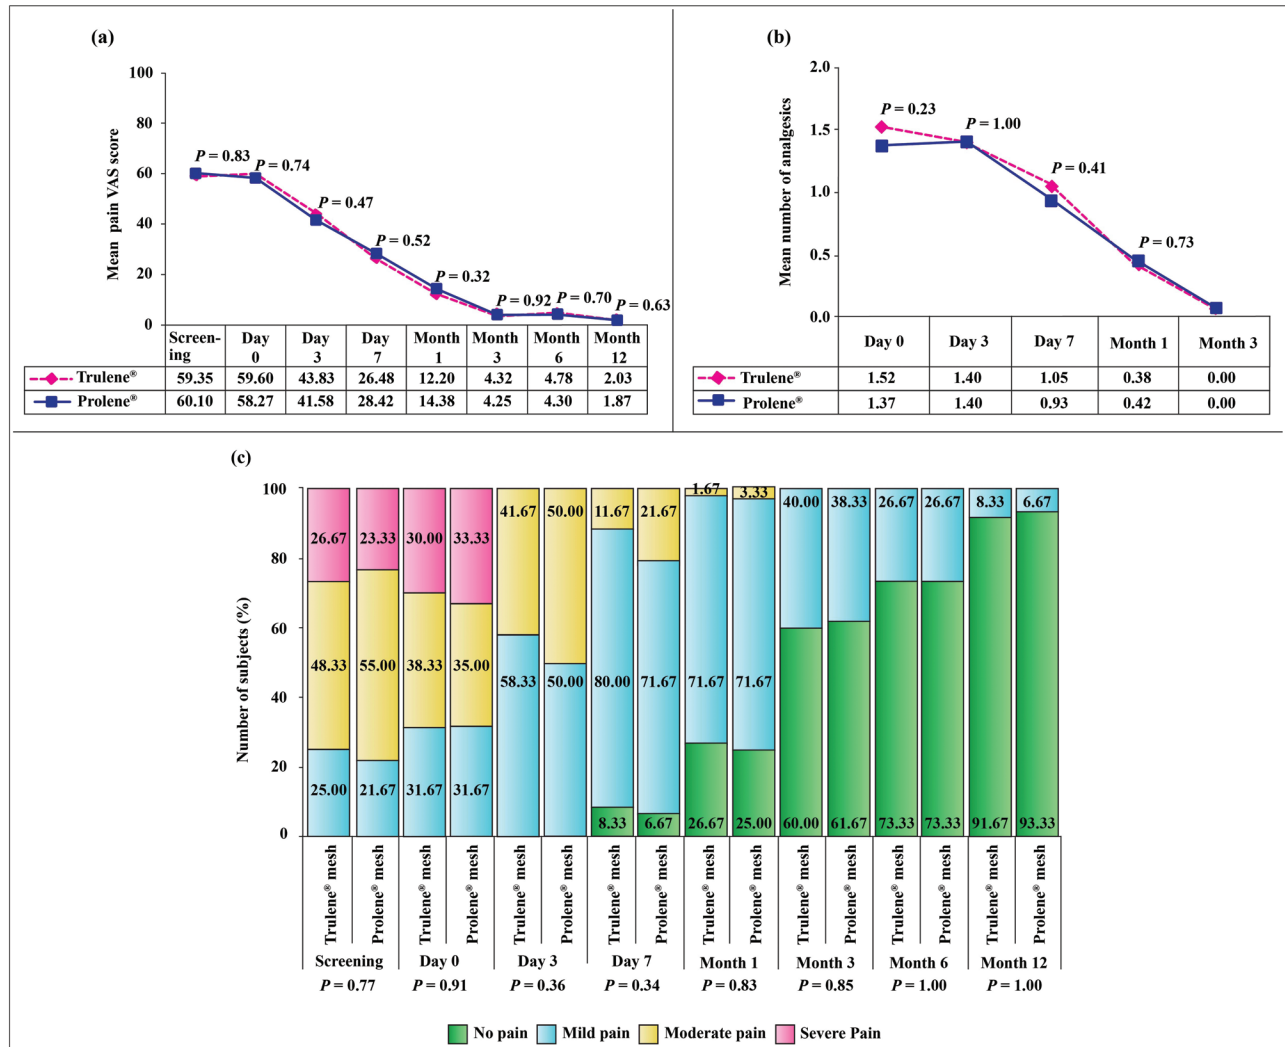 (a)
Mean pain VAS score
100
80
60
40
20
0
P = 0.83
P = 0.74
P = 0.47
P = 0.52
P = 0.32
P = 0.92
P = 0.70
P = 0.63
Screen-ing Day 0 Day 3 Day 7 Month 1 Month 3 Month 6 Month 12
Trulene® 59.35 59.60 43.83 26.48 12.20 4.32 4.78 2.03
Prolene® 60.10 58.27 41.58 28.42 14.38 4.25 4.30 1.87
(b)
Mean number of analgesics
2.0
1.5
1.0
0.5
0.0
P = 0.23
P = 1.00
P = 0.41
P = 0.73
Day 0 Day 3 Day 7 Month 1 Month 3
Trulene® 1.52 1.40 1.05 0.38 0.00
Prolene® 1.37 1.40 0.93 0.42 0.00
(c)
Number of subjects (%)
100
80
60
40
20
0
26.67 23.33 30.00 33.33 41.67 50.00 11.67 21.67 1.67 3.33 40.00 38.33 26.67 26.67 8.33 6.67
48.33 55.00 38.33 35.00 58.33 50.00 80.00 71.67 71.67 71.67
25.00 21.67 31.67 31.67 8.33 6.67 26.67 25.00 60.00 61.67 73.33 73.33 91.67 93.33
Trulene® mesh Prolene® mesh Trulene® mesh Prolene® mesh Trulene® mesh Prolene® mesh Trulene® mesh Prolene® mesh Trulene® mesh Prolene® mesh Trulene® mesh Prolene® mesh Trulene® mesh Prolene® mesh Trulene® mesh Prolene® mesh
Screening Day 0 Day 3 Day 7 Month 1 Month 3 Month 6 Month 12
P = 0.77 P = 0.91 P = 0.36 P = 0.34 P = 0.83 P = 0.85 P = 1.00 P = 1.00
No pain Mild pain Moderate pain Severe Pain